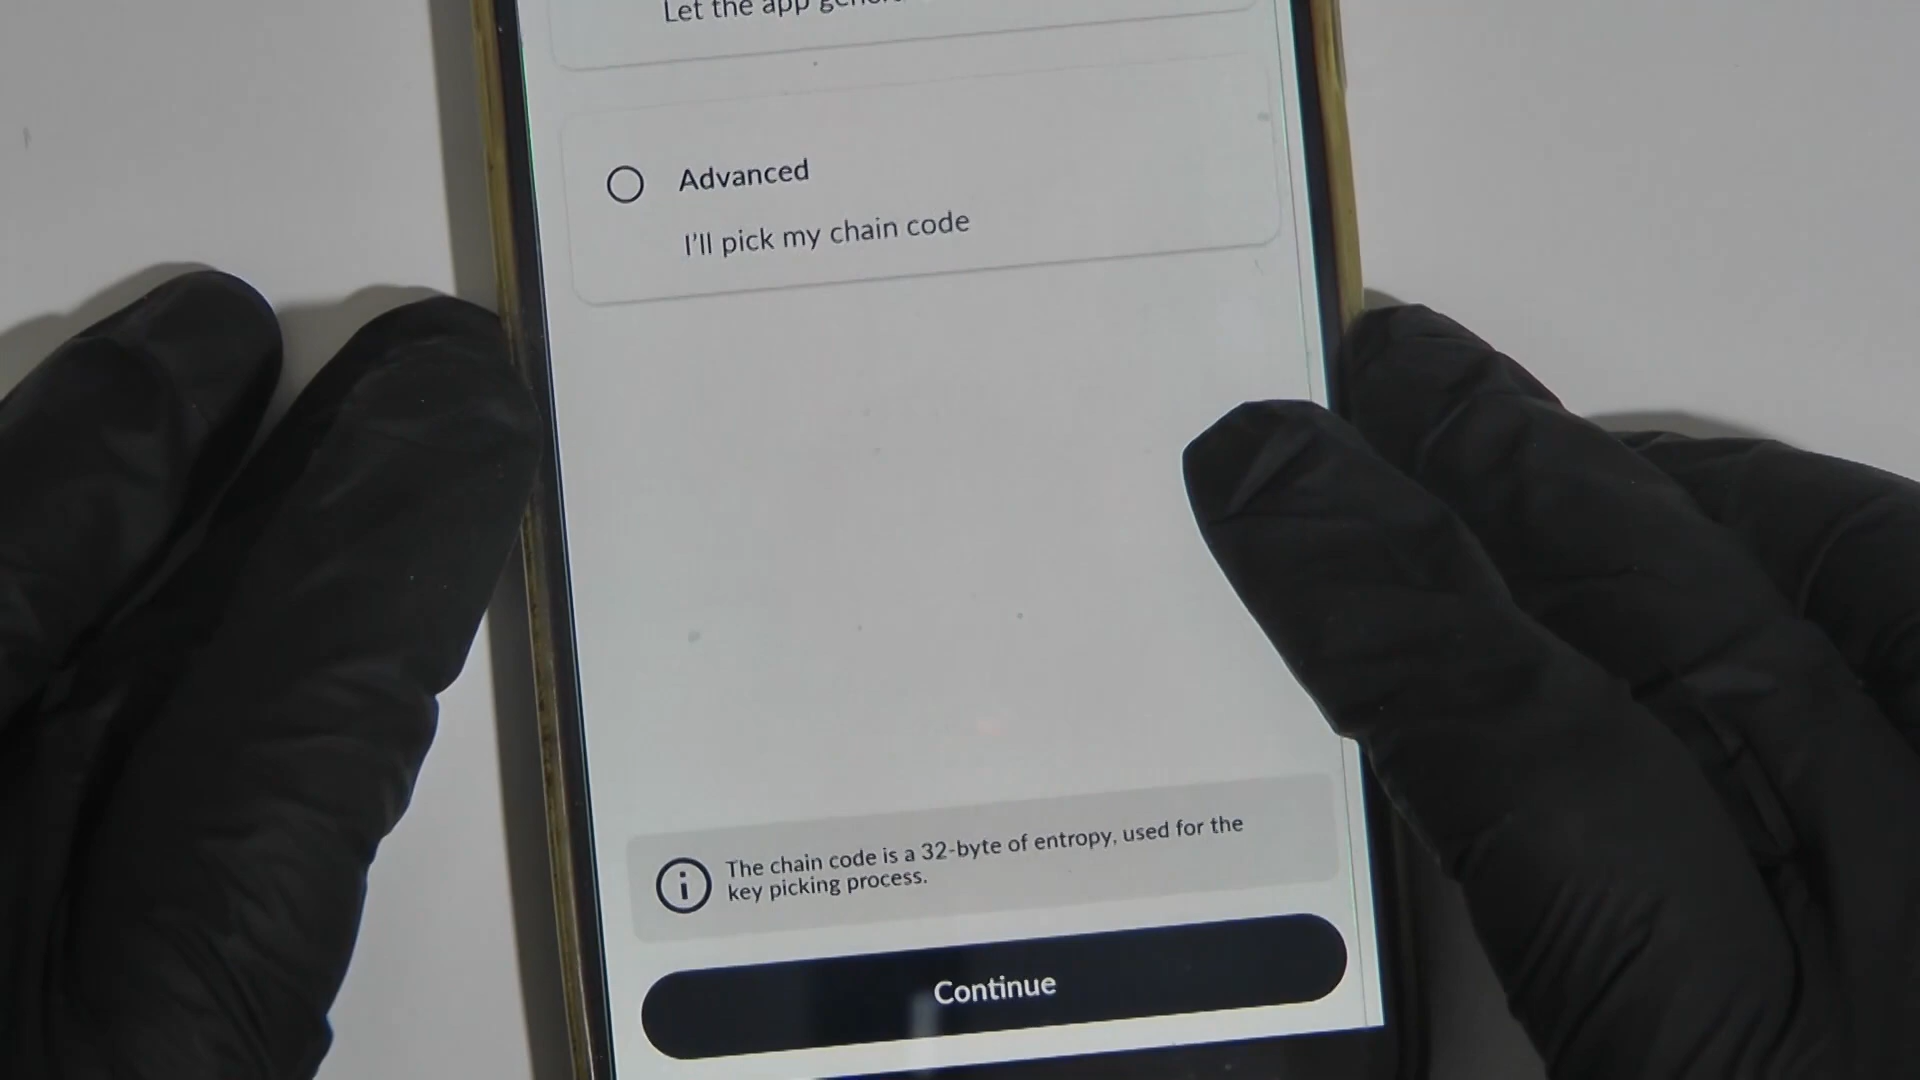 Let the app
Advanced
I'll pick my chain code
The chain code is a 32-byte of entropy, used for the
key picking process.
Continue